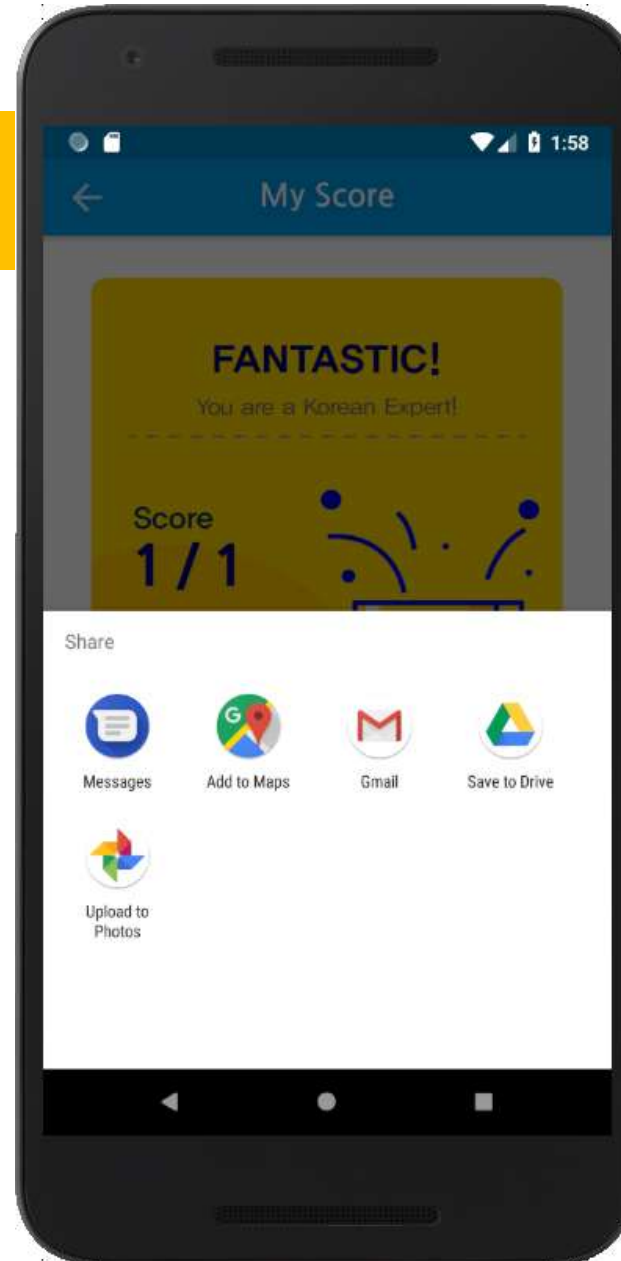 1:58
My Score
FANTASTIC!
You are a Korean Expert!
Score
1 / 1
Share
Messages
Add to Maps
Gmail
Save to Drive
Upload to
Photos